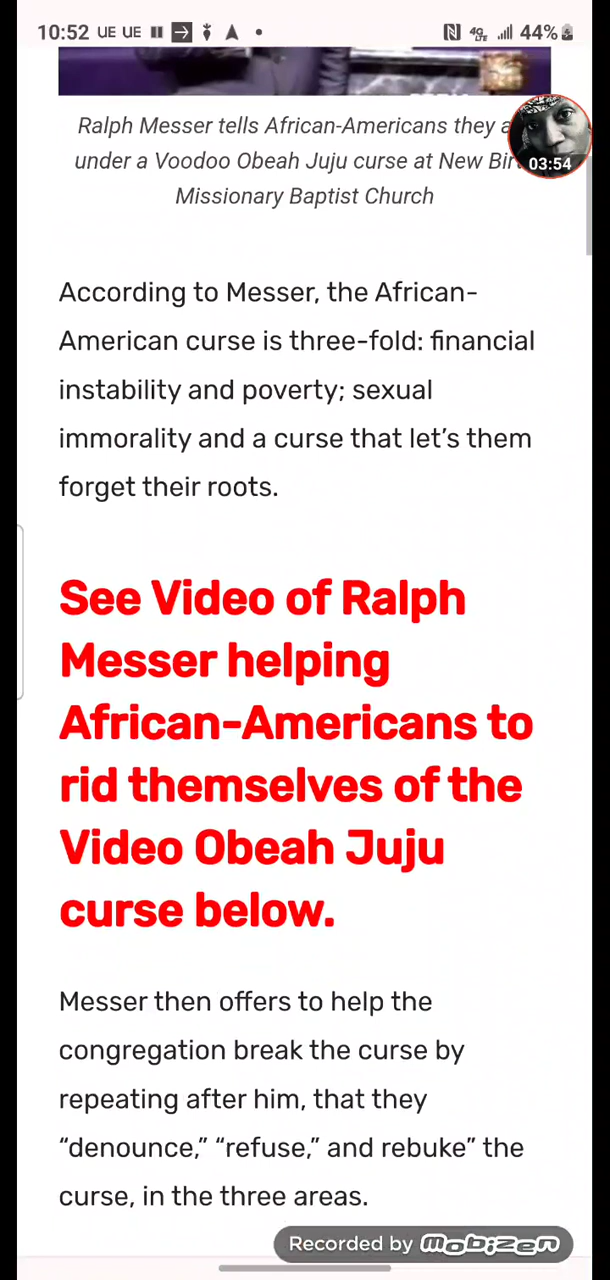 10:52 UE UE 4G LTE 44%
Ralph Messer tells African-Americans they
under a Voodoo Obeah Juju curse at New
03:54
Missionary Baptist Church
According to Messer, the African-
American curse is three-fold: financial
instability and poverty; sexual
immorality and a curse that let's them
forget their roots.
See Video of Ralph
Messer helping
African-Americans to
rid themselves of the
Video Obeah Juju
curse below.
Messer then offers to help the
congregation break the curse by
repeating after him, that they
“denounce,” “refuse,” and rebuke” the
curse, in the three areas.
Recorded by mobizen